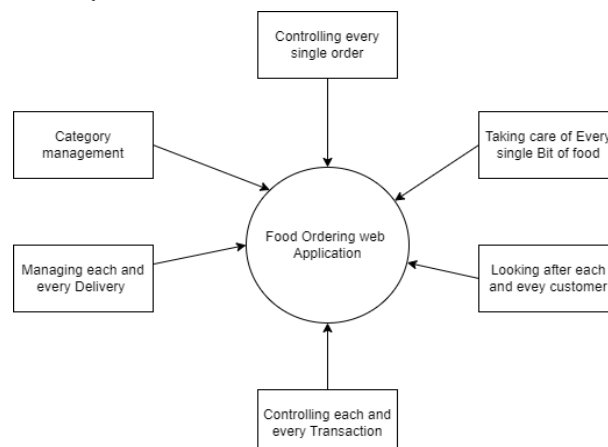 Controlling every
single order
Category
management
Taking care of Every
single Bit of food
Food Ordering web
Application
Managing each and
every Delivery
Looking after each
and evey customer
Controlling each and
every Transaction